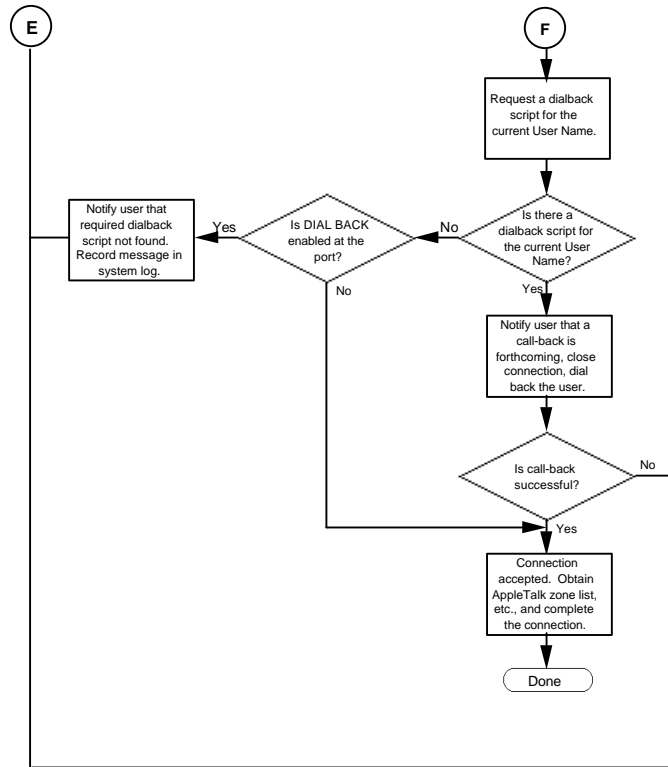 E
F
Request a dialback
script for the
current User Name.
Notify user that
required dialback
script not found.
Record message in
system log.
Yes
Is DIAL BACK
enabled at the
port?
No
Is there a
dialback script for
the current User
Name?
No
Yes
Notify user that a
call-back is
forthcoming, close
connection, dial
back the user.
Is call-back
successful?
No
Yes
Connection
accepted. Obtain
AppleTalk zone list,
etc., and complete
the connection.
Done